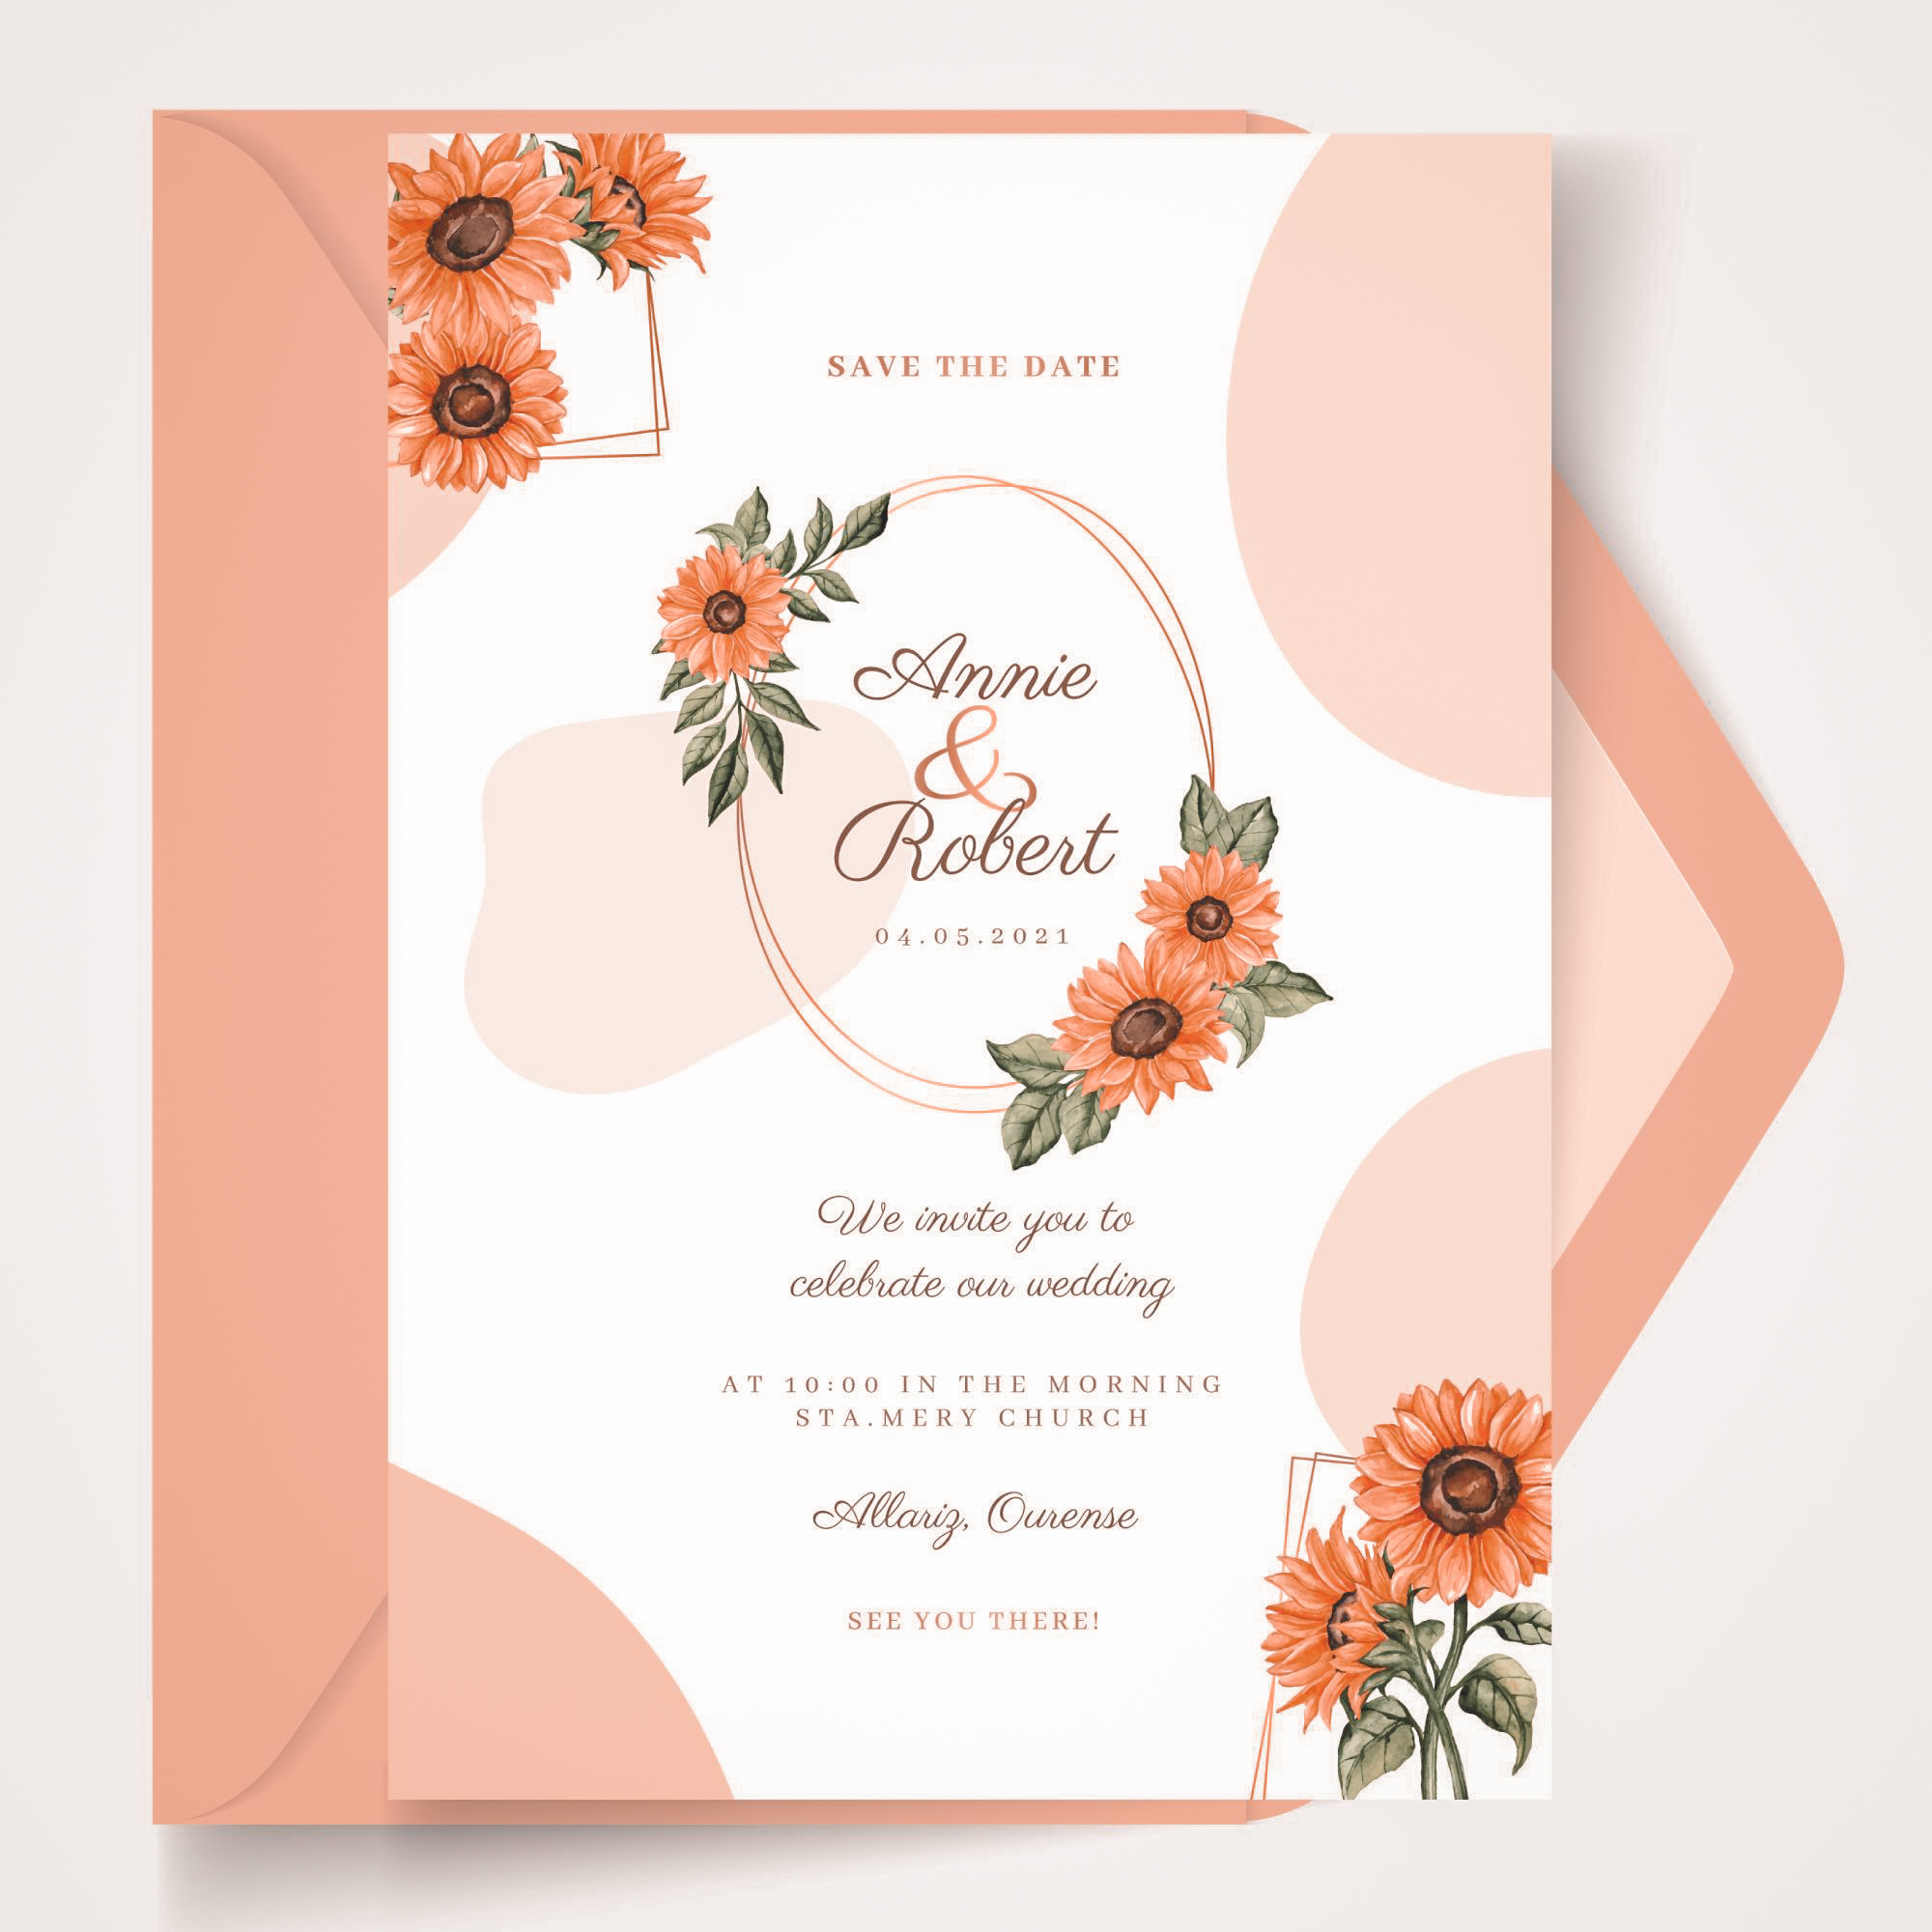 SAVE THE DATE
Annie
&
Robert
04.05.2021
We invite you to
celebrate our wedding
AT 10:00 IN THE MORNING
STA.MERY CHURCH
Allariz, Ourense
SEE YOU THERE!